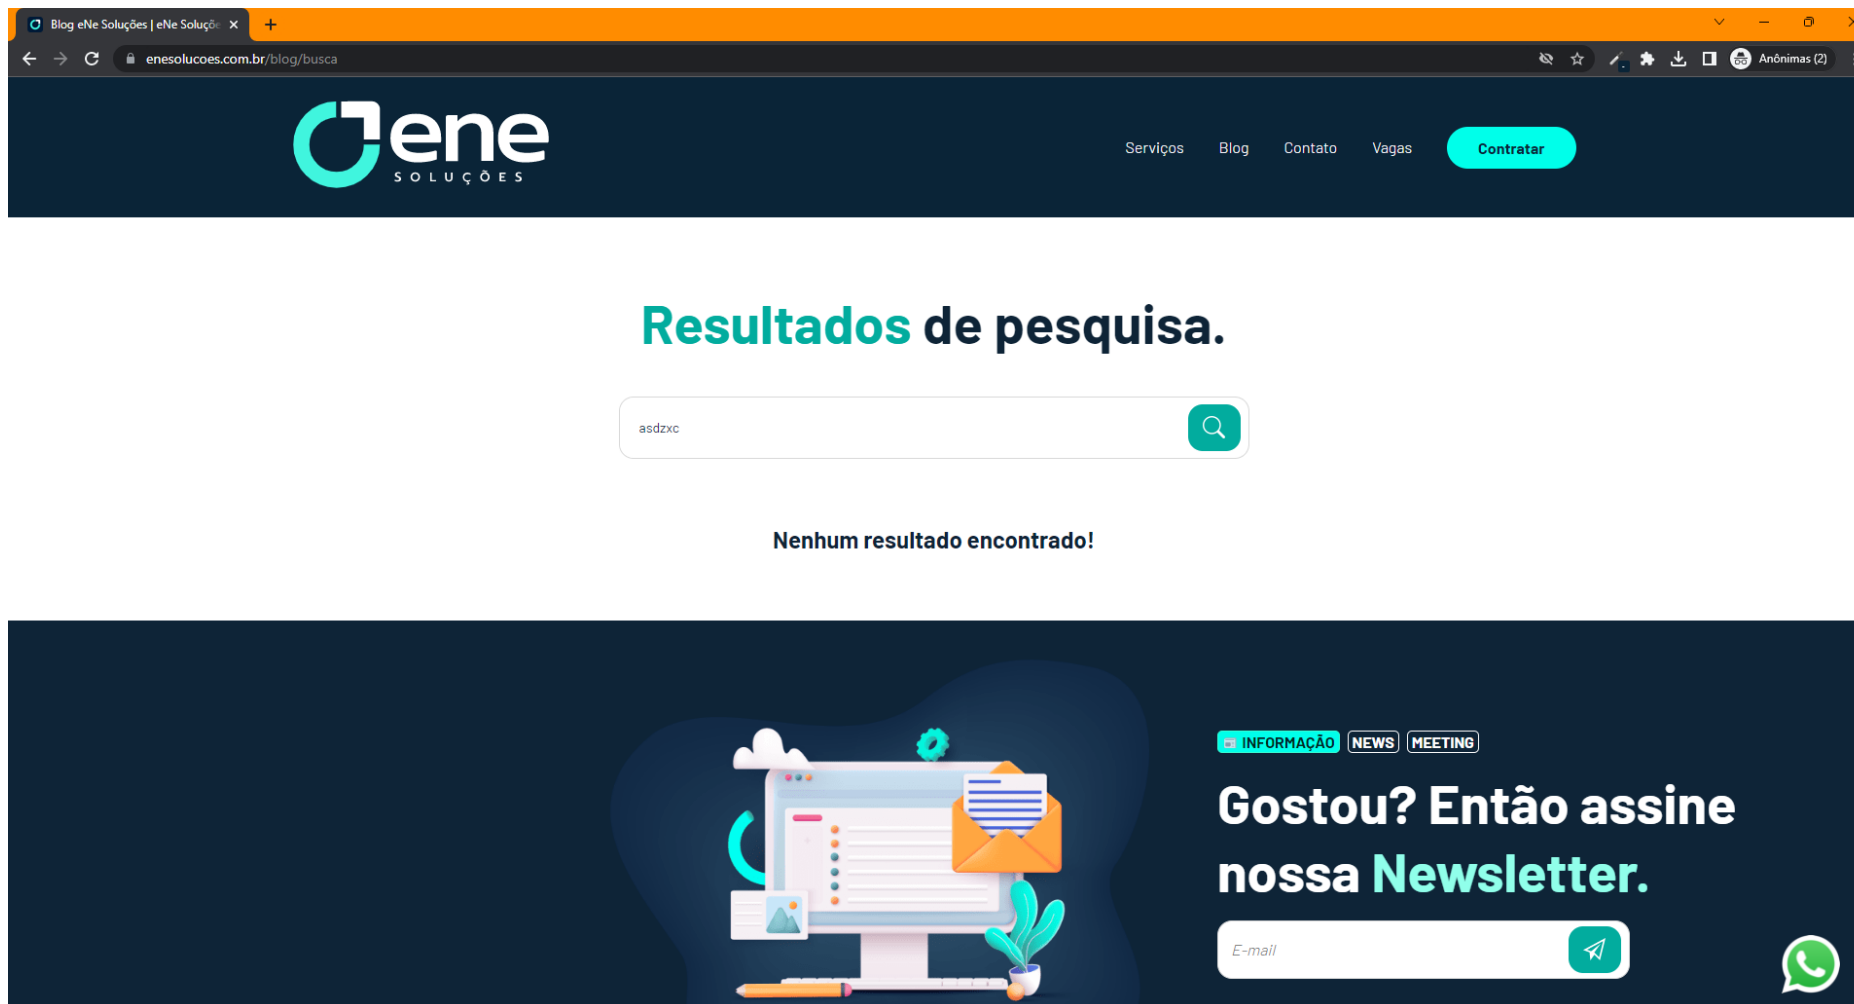 Blog eNe Soluções | eNe Soluçõe
enesolucoes.com.br/blog/busca
Anônimas (2)
ene
SOLUÇÕES
Serviços Blog Contato Vagas Contratar
Resultados de pesquisa.
asdzxc
Nenhum resultado encontrado!
INFORMAÇÃO NEWS MEETING
Gostou? Então assine
nossa Newsletter.
E-mail